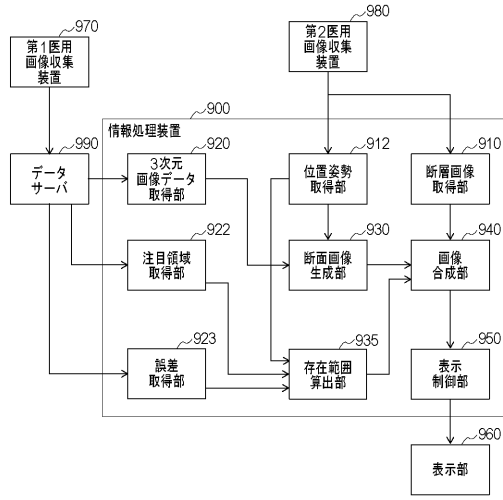 970
第1医用
画像収集
装置
980
第2医用
画像収集
装置
900
情報処理装置
990
データ
サーバ
920
3次元
画像データ
取得部
912
位置姿勢
取得部
910
断層画像
取得部
922
注目領域
取得部
930
断面画像
生成部
940
画像
合成部
923
誤差
取得部
935
存在範囲
算出部
950
表示
制御部
960
表示部